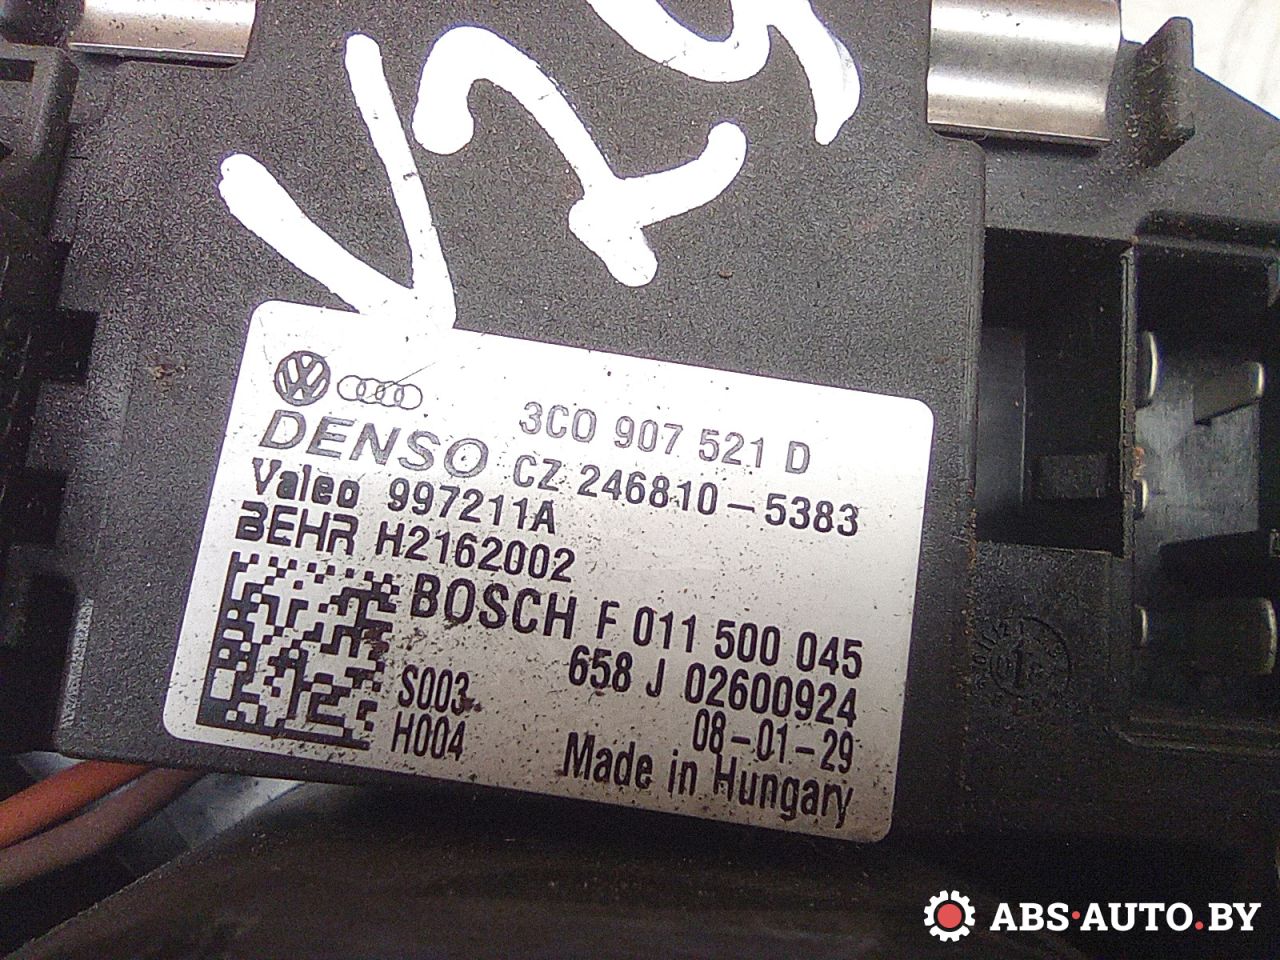 3C0 907 521 D
DENSO CZ 246810-5383
Valeo 997211A
BEHR H2162002
BOSCH F 011 500 045
658 J 02600924
S003
08-01-29
H004
Made in Hungary
ABS·AUTO.BY